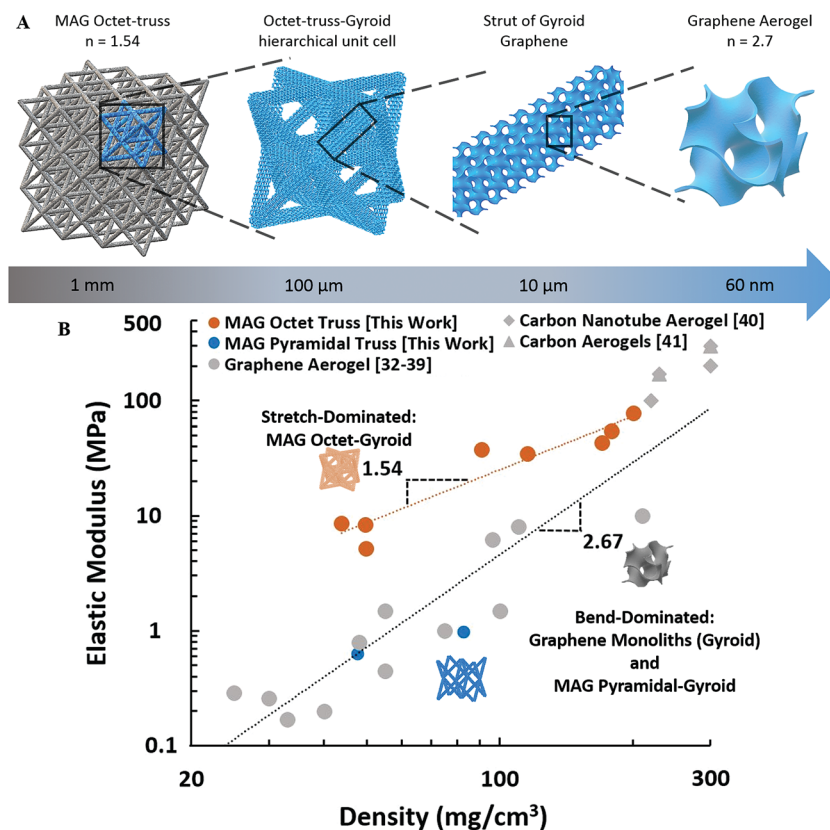 A
MAG Octet-truss
n = 1.54
Octet-truss-Gyroid
hierarchical unit cell
Strut of Gyroid
Graphene
Graphene Aerogel
n = 2.7
1 mm
100 µm
10 µm
60 nm
B
MAG Octet Truss [This Work]
MAG Pyramidal Truss [This Work]
Graphene Aerogel [32-39]
Carbon Nanotube Aerogel [40]
Carbon Aerogels [41]
Elastic Modulus (MPa)
500
100
10
1
0.1
Stretch-Dominated:
MAG Octet-Gyroid
1.54
2.67
Bend-Dominated:
Graphene Monoliths (Gyroid)
and
MAG Pyramidal-Gyroid
20
100
300
Density (mg/cm³)